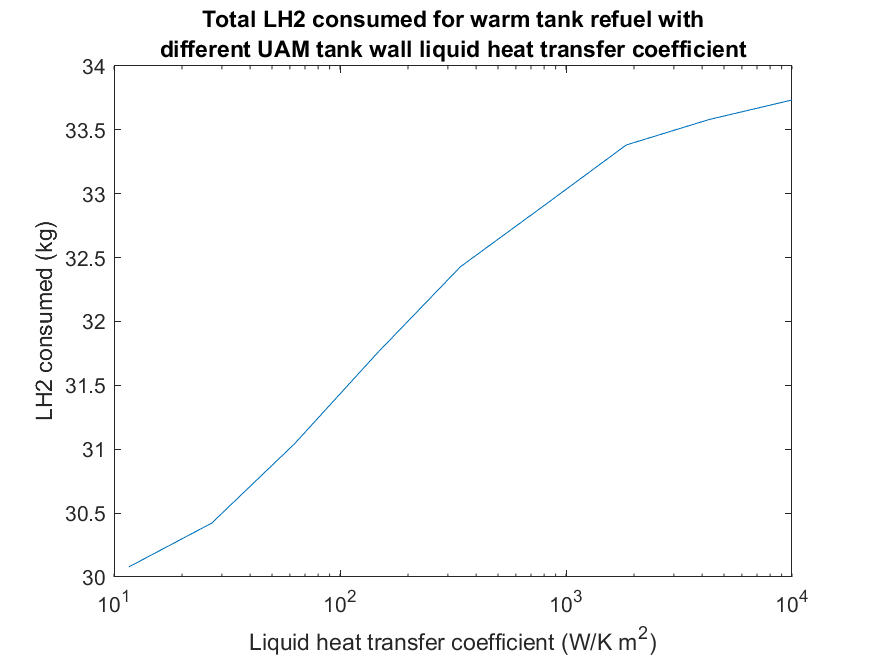 Total LH2 consumed for warm tank refuel with
different UAM tank wall liquid heat transfer coefficient
34
33.5
33
32.5
32
31.5
31
30.5
30
LH2 consumed (kg)
10^1 10^2 10^3 10^4
Liquid heat transfer coefficient (W/K m^2)